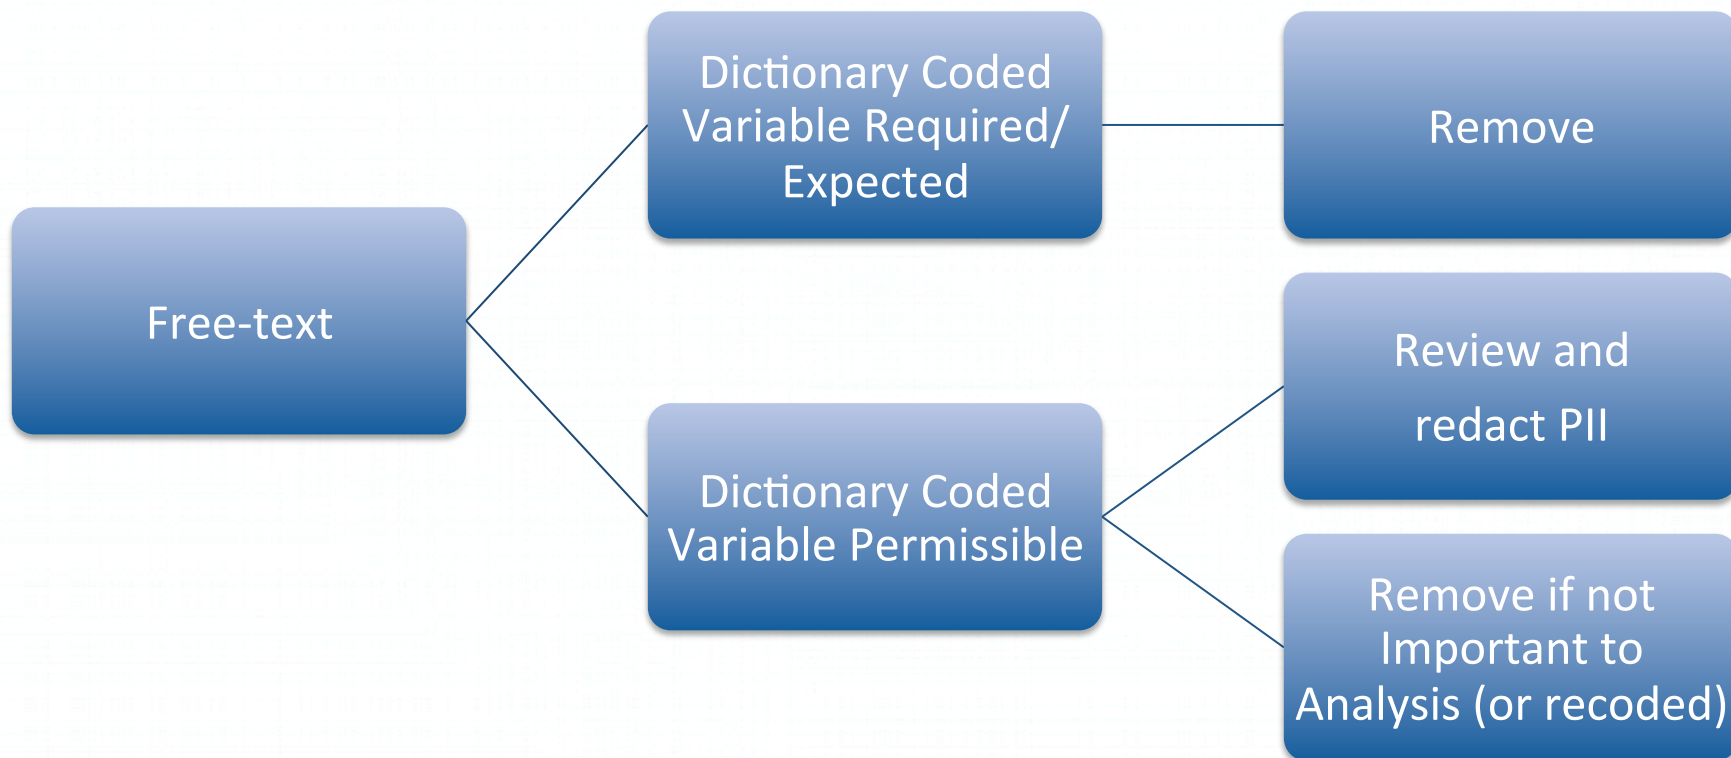 Free-text
Dictionary Coded
Variable Required/
Expected
Remove
Dictionary Coded
Variable Permissible
Review and
redact PII
Remove if not
Important to
Analysis (or recoded)